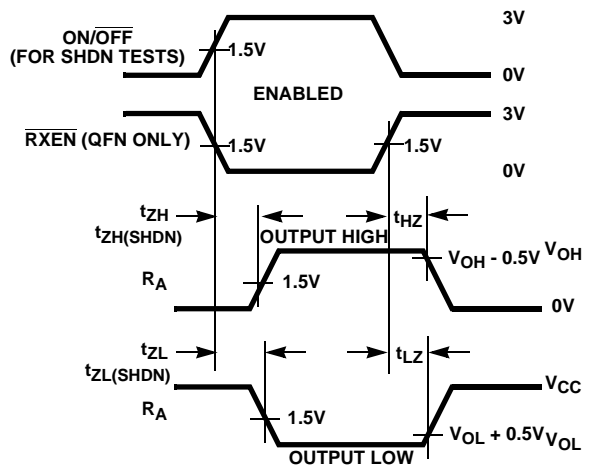 ON/OFF
(FOR SHDN TESTS)
1.5V
3V
0V
ENABLED
RXEN (QFN ONLY)
1.5V
1.5V
3V
0V
tZH
tZH(SHDN)
OUTPUT HIGH
tHZ
RA
1.5V
VOH - 0.5V
VOH
0V
tZL
tZL(SHDN)
tLZ
RA
1.5V
VCC
VOL + 0.5V
VOL
OUTPUT LOW